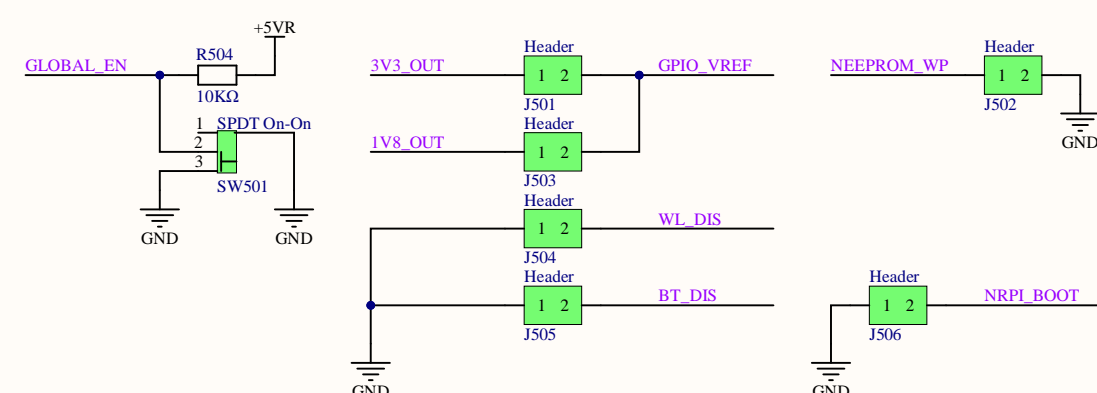 +5VR
R504
GLOBAL_EN
10KΩ
1 SPDT On-On
2
3
SW501
GND
GND
Header
3V3_OUT
1 2
GPIO_VREF
J501
Header
1V8_OUT
1 2
J503
Header
1 2
WL_DIS
J504
Header
1 2
BT_DIS
J505
GND
Header
NEEPROM_WP
1 2
J502
GND
Header
1 2
NRPI_BOOT
J506
GND